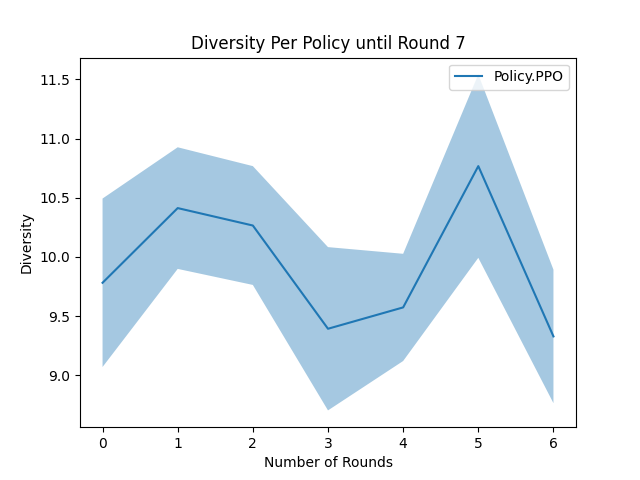 Diversity Per Policy until Round 7
Policy.PPO
11.5
11.0
10.5
10.0
9.5
9.0
Diversity
0 1 2 3 4 5 6
Number of Rounds